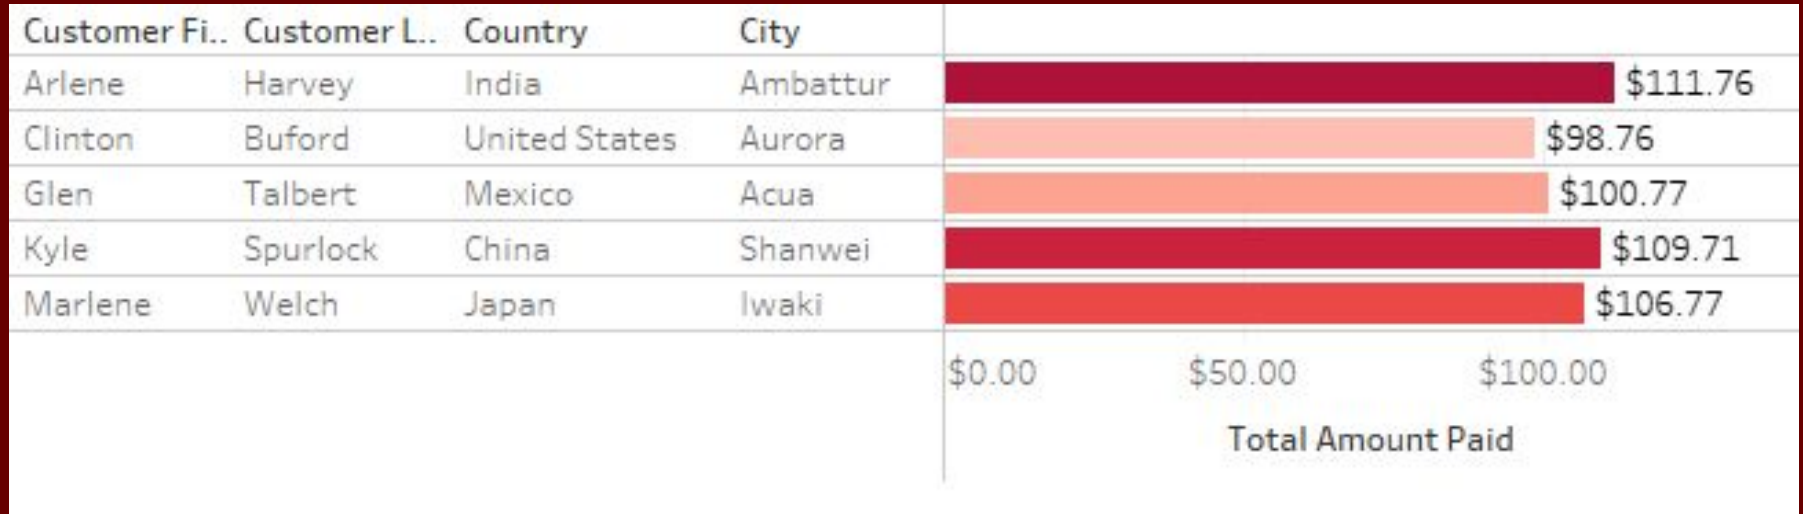 Customer Fi.. Customer L.. Country City
Arlene Harvey India Ambattur $111.76
Clinton Buford United States Aurora $98.76
Glen Talbert Mexico Acua $100.77
Kyle Spurlock China Shanwei $109.71
Marlene Welch Japan Iwaki $106.77
$0.00 $50.00 $100.00
Total Amount Paid